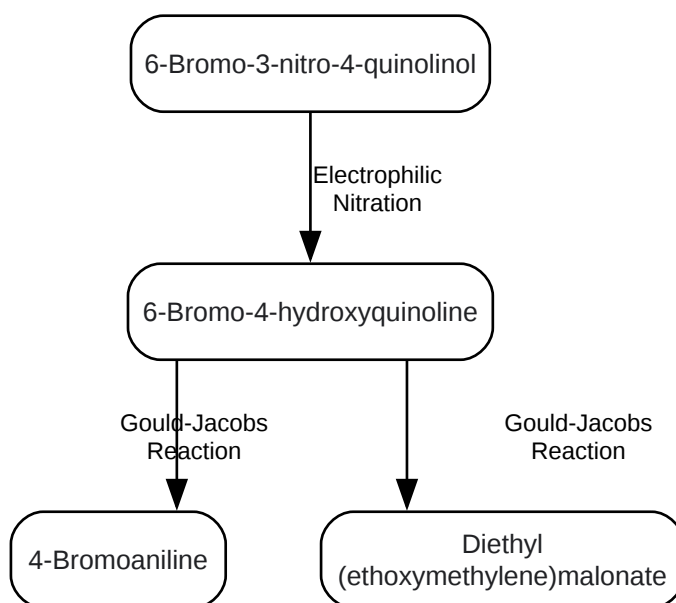 6-Bromo-3-nitro-4-quinolinol
Electrophilic
Nitration
6-Bromo-4-hydroxyquinoline
Gould-Jacobs
Reaction
Gould-Jacobs
Reaction
4-Bromoaniline
Diethyl
(ethoxymethylene)malonate